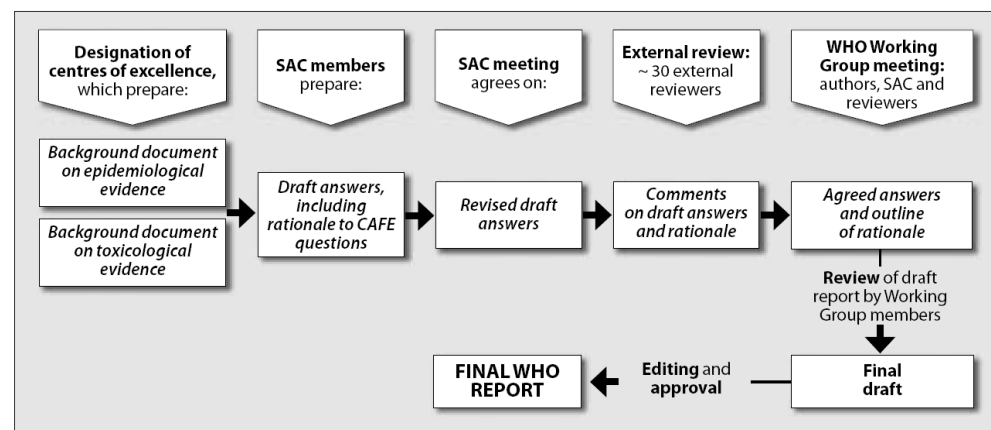 Designation of
centres of excellence,
which prepare:
SAC members
prepare:
SAC meeting
agrees on:
External review:
~ 30 external
reviewers
WHO Working
Group meeting:
authors, SAC and
reviewers
Background document
on epidemiological
evidence
Background document
on toxicological
evidence
Draft answers,
including
rationale to CAFE
questions
Revised draft
answers
Comments
on draft answers
and rationale
Agreed answers
and outline
of rationale
Review of draft
report by Working
Group members
Final
draft
Editing and
approval
FINAL WHO
REPORT